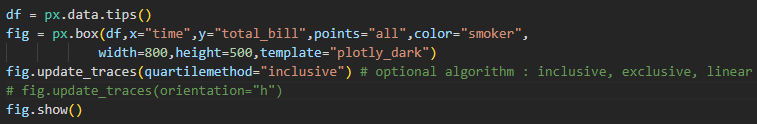 df = px.data.tips()
fig = px.box(df,x="time",y="total_bill",points="all",color="smoker",
width=800,height=500,template="plotly_dark")
fig.update_traces(quartilemethod="inclusive") # optional algorithm : inclusive, exclusive, linear
# fig.update_traces(orientation="h")
fig.show()